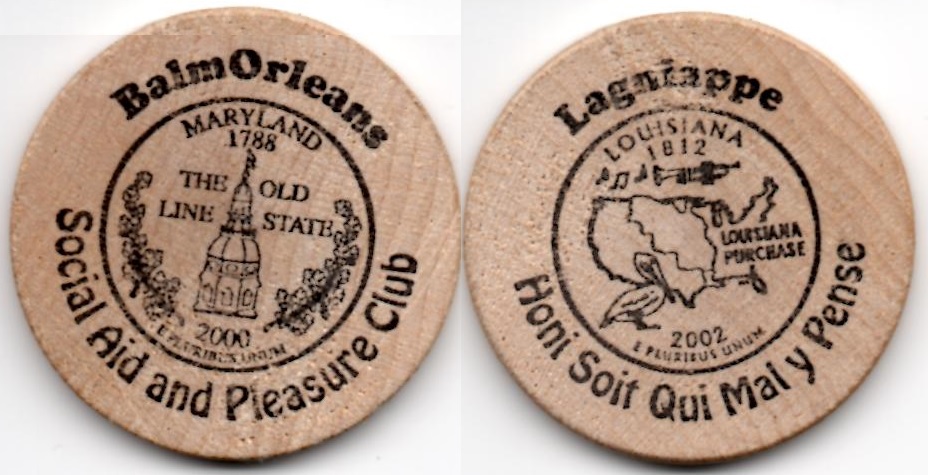 BalmOrleans
MARYLAND
1788
THE OLD
LINE STATE
2000
E PLURIBUS UNUM
Social Aid and Pleasure Club
Lagniappe
LOUISIANA
1812
LOUISIANA
PURCHASE
2002
E PLURIBUS UNUM
Honi Soit Qui Mal y Pense